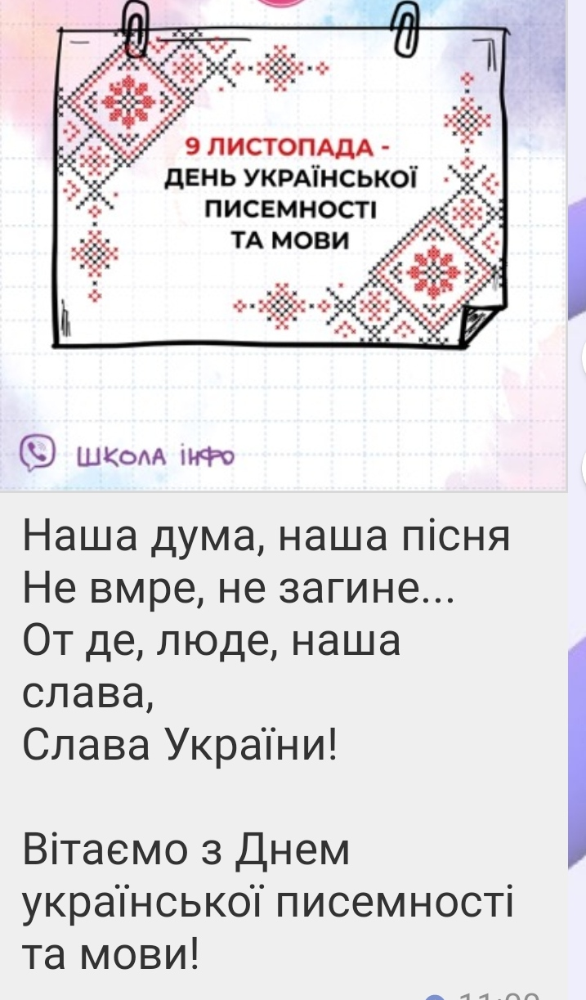 9 ЛИСТОПАДА -
ДЕНЬ УКРАЇНСЬКОЇ
ПИСЕМНОСТІ
ТА МОВИ
ШКОЛА ІНФО
Наша дума, наша пісня
Не вмре, не загине...
От де, люде, наша
слава,
Слава України!
Вітаємо з Днем
української писемності
та мови!